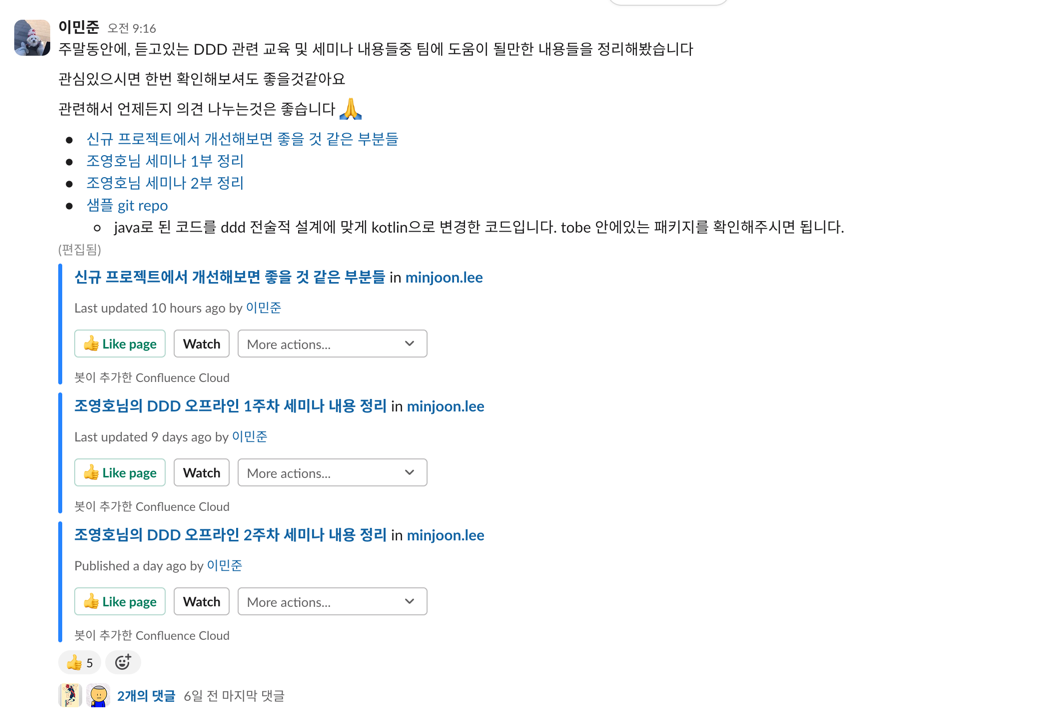 이민준 오전 9:16
주말동안에, 듣고있는 DDD 관련 교육 및 세미나 내용들중 팀에 도움이 될만한 내용들을 정리해봤습니다
관심있으시면 한번 확인해보셔도 좋을것같아요
관련해서 언제든지 의견 나누는것은 좋습니다 🙏
• 신규 프로젝트에서 개선해보면 좋을 것 같은 부분들
• 조영호님 세미나 1부 정리
• 조영호님 세미나 2부 정리
• 샘플 git repo
◦ java로 된 코드를 ddd 전술적 설계에 맞게 kotlin으로 변경한 코드입니다. tobe 안에있는 패키지를 확인해주시면 됩니다.
(편집됨)
신규 프로젝트에서 개선해보면 좋을 것 같은 부분들 in minjoon.lee
Last updated 10 hours ago by 이민준
👍 Like page Watch More actions...
봇이 추가한 Confluence Cloud
조영호님의 DDD 오프라인 1주차 세미나 내용 정리 in minjoon.lee
Last updated 9 days ago by 이민준
👍 Like page Watch More actions...
봇이 추가한 Confluence Cloud
조영호님의 DDD 오프라인 2주차 세미나 내용 정리 in minjoon.lee
Published a day ago by 이민준
👍 Like page Watch More actions...
봇이 추가한 Confluence Cloud
👍 5
2개의 댓글 6일 전 마지막 댓글